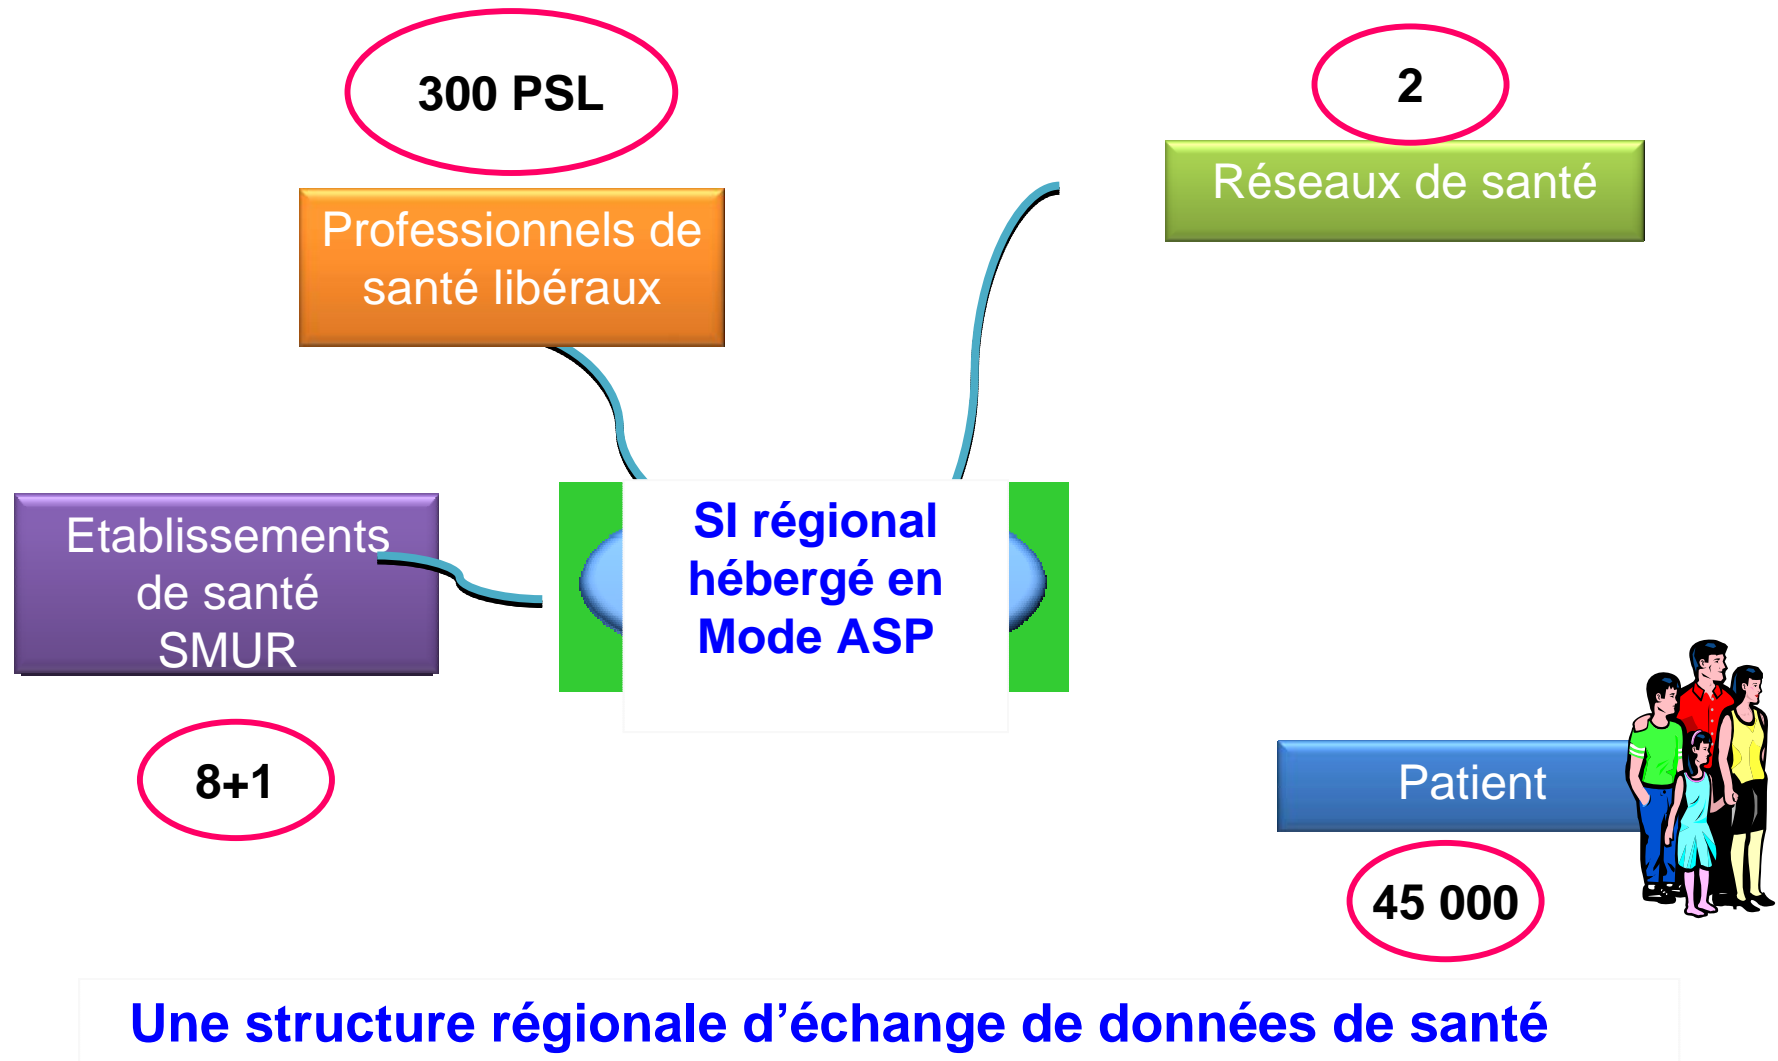 300 PSL
2
Professionnels de
santé libéraux
Réseaux de santé
Etablissements
de santé
SMUR
SI régional
hébergé en
Mode ASP
8+1
Patient
45 000
Une structure régionale d’échange de données de santé